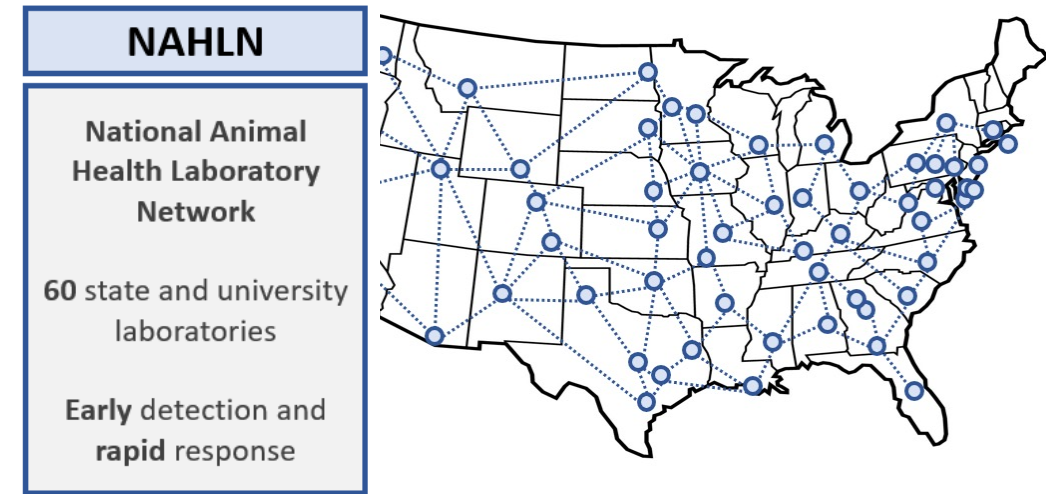 NAHLN
National Animal
Health Laboratory
Network
60 state and university
laboratories
Early detection and
rapid response